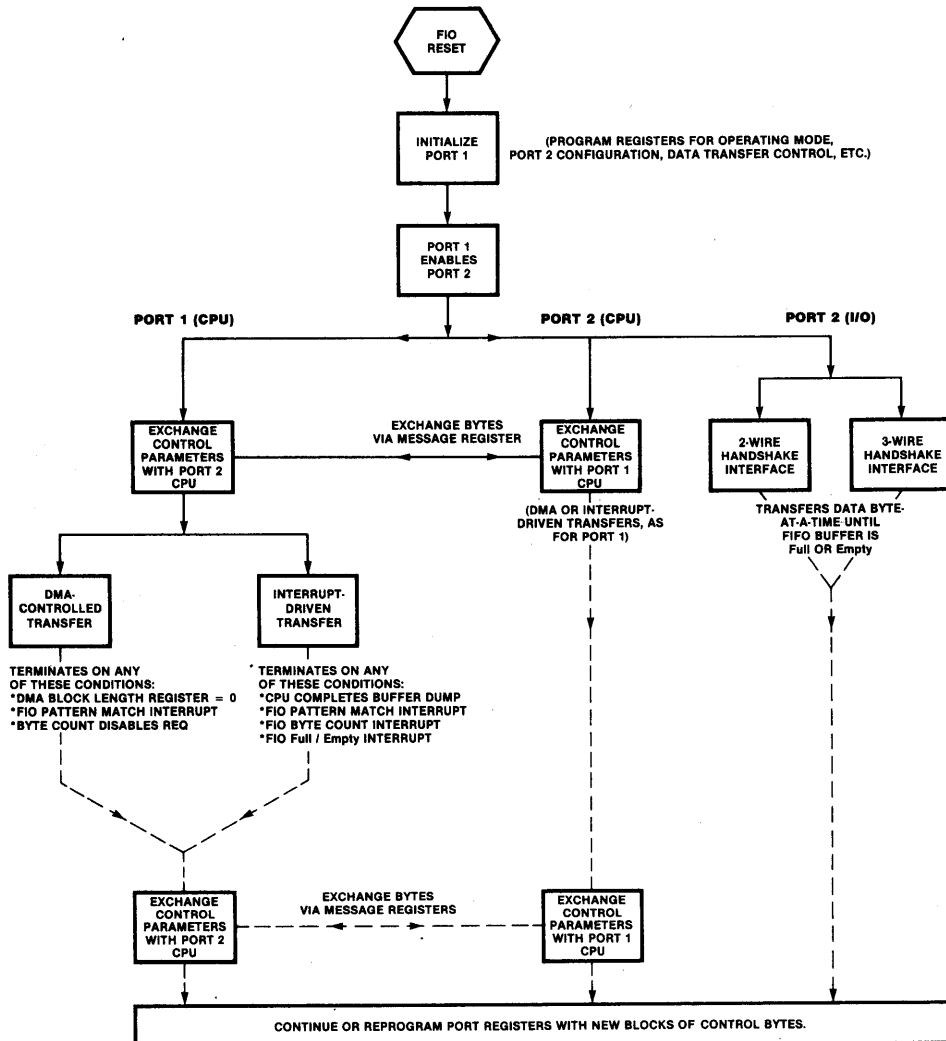 FIO
RESET
INITIALIZE
PORT 1
(PROGRAM REGISTERS FOR OPERATING MODE,
PORT 2 CONFIGURATION, DATA TRANSFER CONTROL, ETC.)
PORT 1
ENABLES
PORT 2
PORT 1 (CPU)
PORT 2 (CPU)
PORT 2 (I/O)
EXCHANGE
CONTROL
PARAMETERS
WITH PORT 2
CPU
EXCHANGE BYTES
VIA MESSAGE REGISTER
EXCHANGE
CONTROL
PARAMETERS
WITH PORT 1
CPU
2-WIRE
HANDSHAKE
INTERFACE
3-WIRE
HANDSHAKE
INTERFACE
(DMA OR INTERRUPT-
DRIVEN TRANSFERS, AS
FOR PORT 1)
TRANSFERS DATA BYTE-
AT-A-TIME UNTIL
FIFO BUFFER IS
Full OR Empty
DMA-
CONTROLLED
TRANSFER
INTERRUPT-
DRIVEN
TRANSFER
TERMINATES ON ANY
OF THESE CONDITIONS:
*DMA BLOCK LENGTH REGISTER = 0
*FIO PATTERN MATCH INTERRUPT
*BYTE COUNT DISABLES REQ
TERMINATES ON ANY
OF THESE CONDITIONS:
*CPU COMPLETES BUFFER DUMP
*FIO PATTERN MATCH INTERRUPT
*FIO BYTE COUNT INTERRUPT
*FIO Full / Empty INTERRUPT
EXCHANGE
CONTROL
PARAMETERS
WITH PORT 2
CPU
EXCHANGE BYTES
VIA MESSAGE REGISTERS
EXCHANGE
CONTROL
PARAMETERS
WITH PORT 1
CPU
CONTINUE OR REPROGRAM PORT REGISTERS WITH NEW BLOCKS OF CONTROL BYTES.